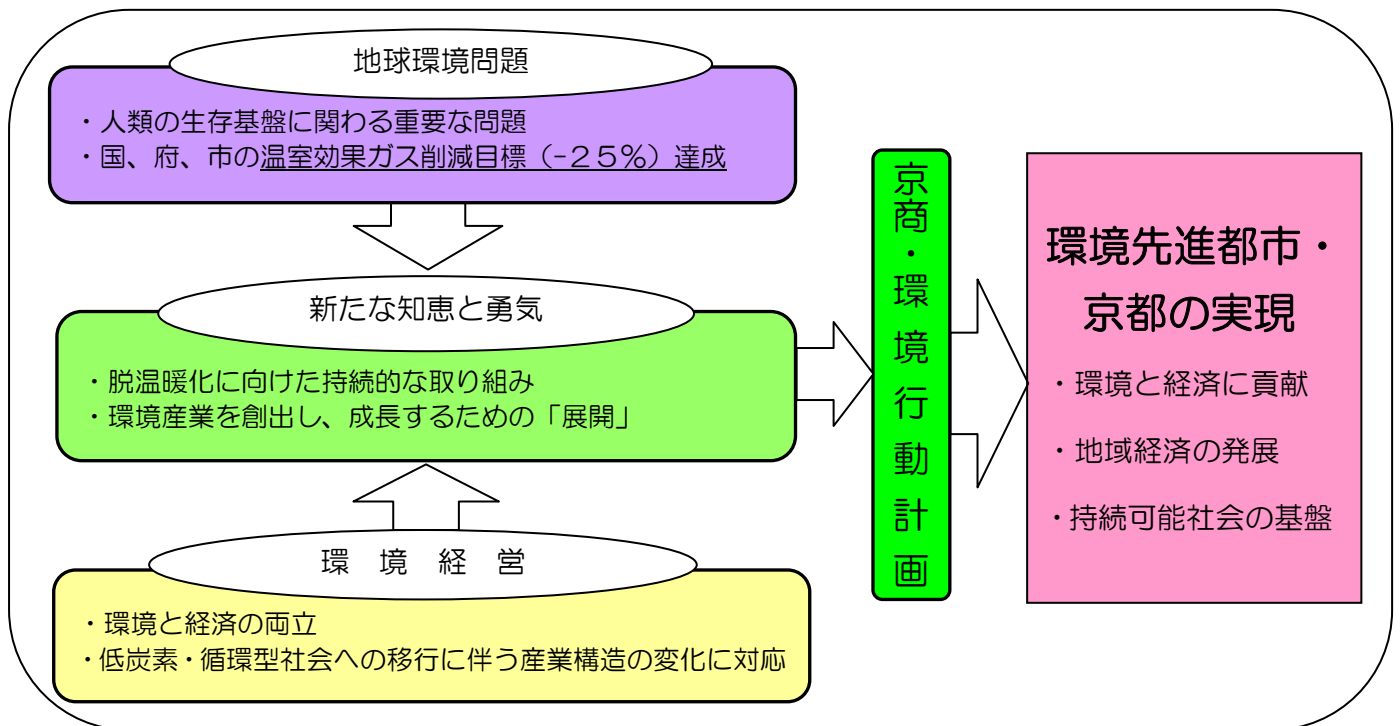 地球環境問題
・人類の生存基盤に関わる重要な問題
・国、府、市の温室効果ガス削減目標（-２５％）達成
新たな知恵と勇気
・脱温暖化に向けた持続的な取り組み
・環境産業を創出し、成長するための「展開」
環 境 経 営
・環境と経済の両立
・低炭素・循環型社会への移行に伴う産業構造の変化に対応
京商・環境行動計画
環境先進都市・
京都の実現
・環境と経済に貢献
・地域経済の発展
・持続可能社会の基盤